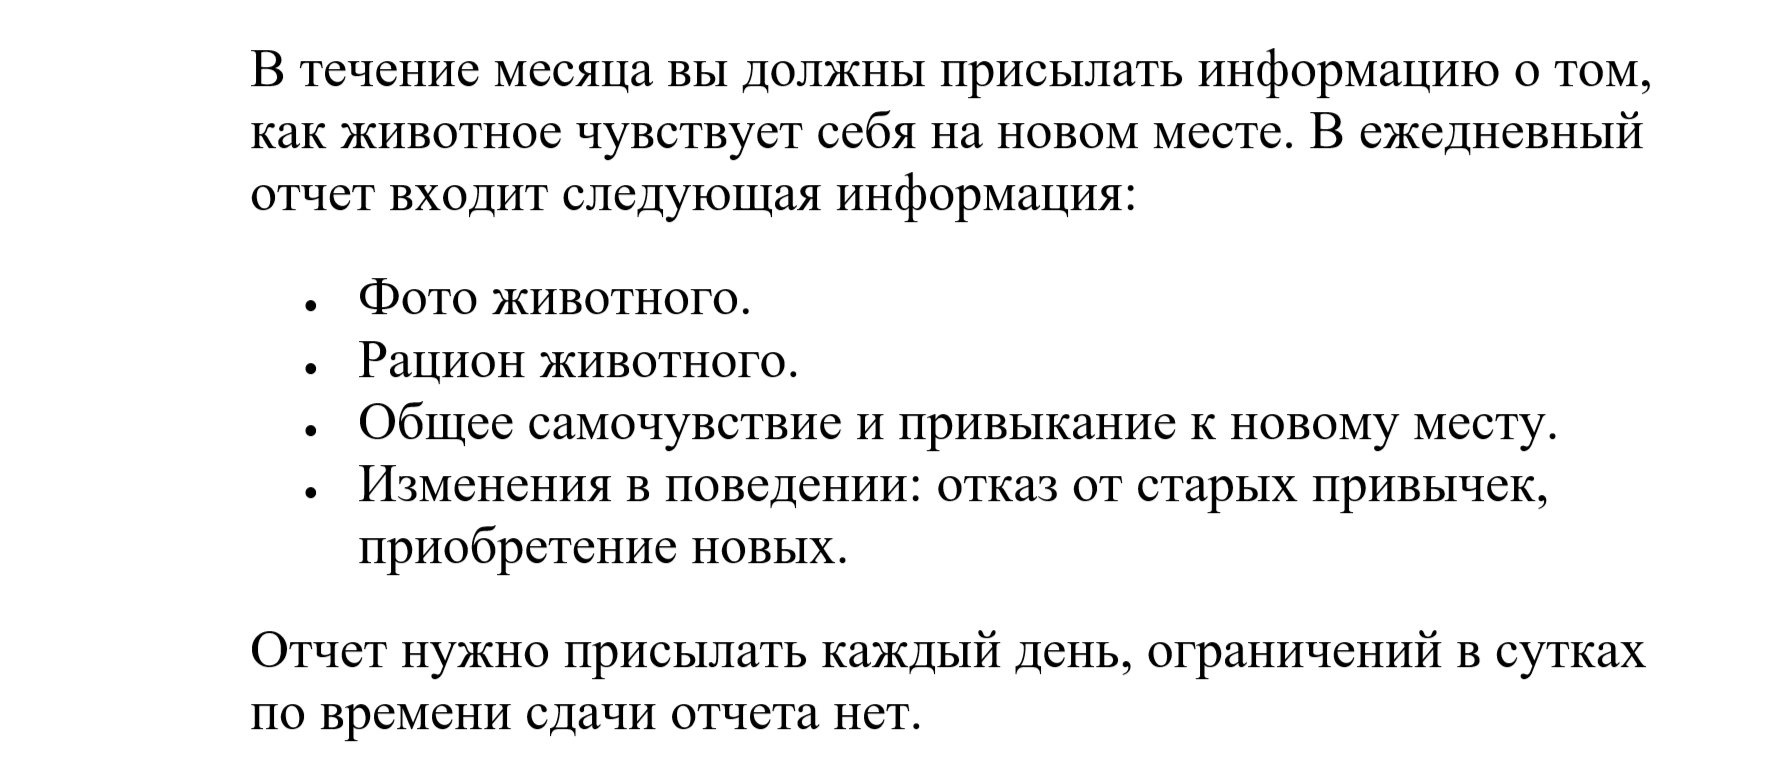 В течение месяца вы должны присылать информацию о том,
как животное чувствует себя на новом месте. В ежедневный
отчет входит следующая информация:
• Фото животного.
• Рацион животного.
• Общее самочувствие и привыкание к новому месту.
• Изменения в поведении: отказ от старых привычек,
приобретение новых.
Отчет нужно присылать каждый день, ограничений в сутках
по времени сдачи отчета нет.